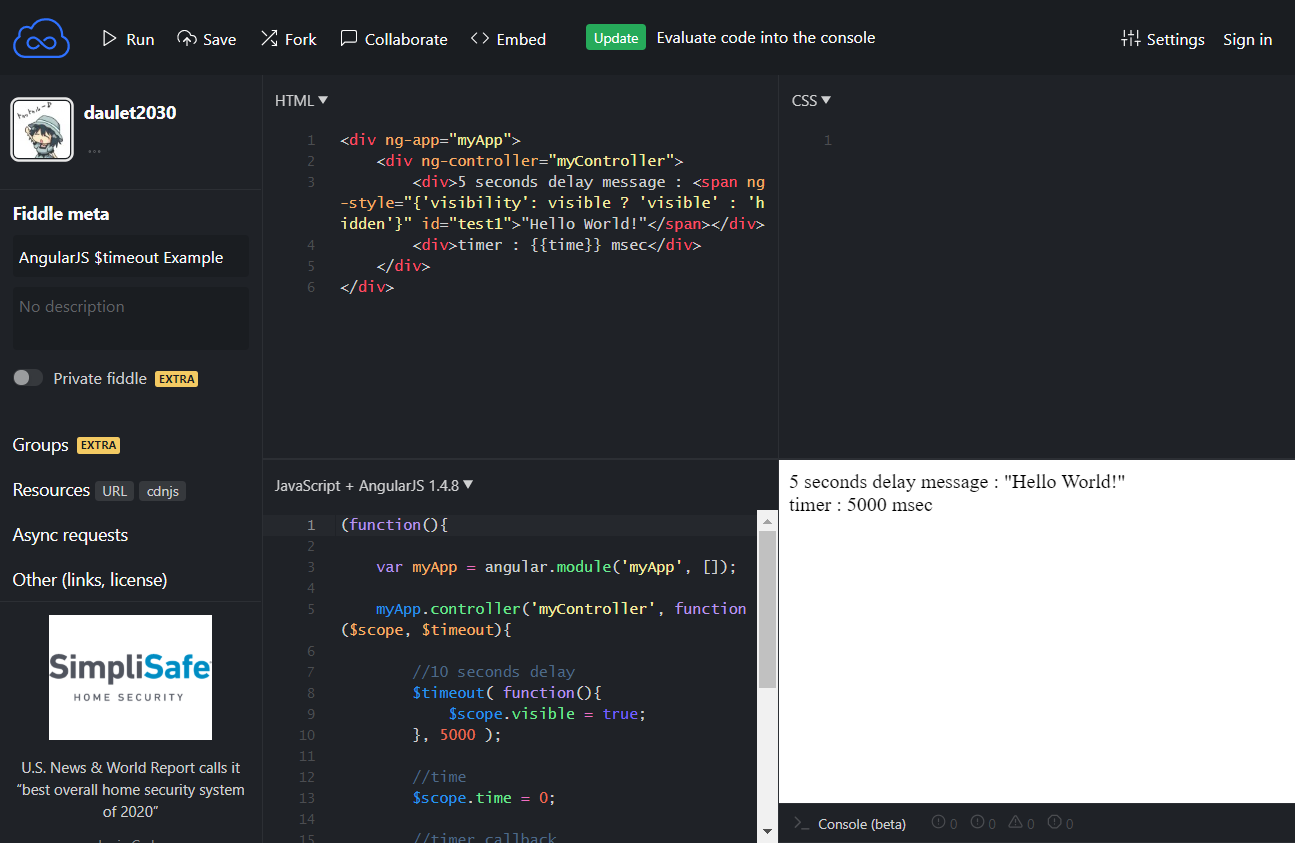 Run Save Fork Collaborate Embed Update Evaluate code into the console Settings Sign in
daulet2030
...
Fiddle meta
AngularJS $timeout Example
No description
Private fiddle EXTRA
Groups EXTRA
Resources URL cdnjs
Async requests
Other (links, license)
SimpliSafe
HOME SECURITY
U.S. News & World Report calls it
“best overall home security system
of 2020”
HTML ▼
1 <div ng-app="myApp">
2     <div ng-controller="myController">
3         <div>5 seconds delay message : <span ng
-style="{'visibility': visible ? 'visible' : 'h
idden'}" id="test1">"Hello World!"</span></div>
4         <div>timer : {{time}} msec</div>
5     </div>
6 </div>
CSS ▼
1
JavaScript + AngularJS 1.4.8 ▼
1 (function(){
2
3     var myApp = angular.module('myApp', []);
4
5     myApp.controller('myController', function
($scope, $timeout){
6
7         //10 seconds delay
8         $timeout( function(){
9             $scope.visible = true;
10         }, 5000 );
11
12         //time
13         $scope.time = 0;
14
15         //timer callback
5 seconds delay message : "Hello World!"
timer : 5000 msec
>_ Console (beta) 0 0 0 0